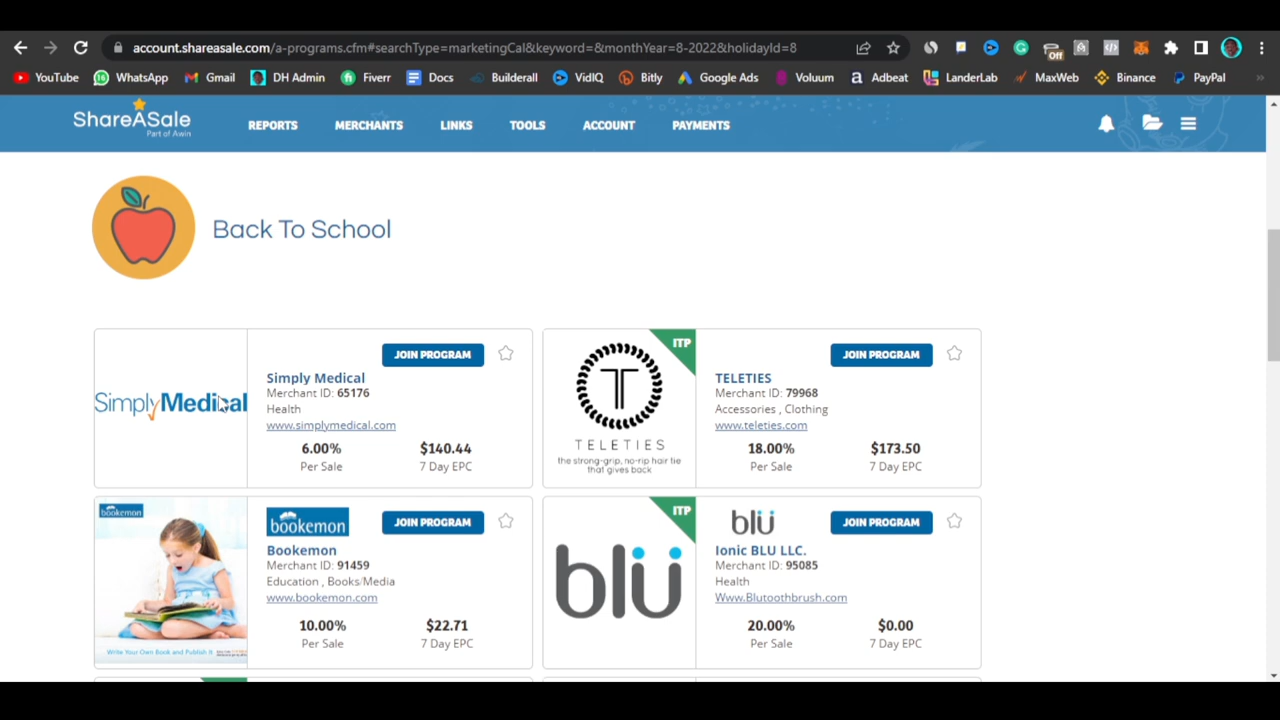 account.shareasale.com/a-programs.cfm#searchType=marketingCal&keyword=&monthYear=8-2022&holidayId=8
Off
YouTube WhatsApp Gmail DH Admin Fiverr Docs Builderall VidIQ Bitly Google Ads Voluum Adbeat LanderLab MaxWeb Binance PayPal
ShareASale
Part of Awin
REPORTS MERCHANTS LINKS TOOLS ACCOUNT PAYMENTS
Back To School
SimplyMedical
JOIN PROGRAM
Simply Medical
Merchant ID: 65176
Health
www.simplymedical.com
6.00% $140.44
Per Sale 7 Day EPC
ITP
T
TELETIES
the strong-grip, no-rip hair tie
that gives back
JOIN PROGRAM
TELETIES
Merchant ID: 79968
Accessories , Clothing
www.teleties.com
18.00% $173.50
Per Sale 7 Day EPC
bookemon
Write Your Own Book and Publish It
bookemon
JOIN PROGRAM
Bookemon
Merchant ID: 91459
Education , Books/Media
www.bookemon.com
10.00% $22.71
Per Sale 7 Day EPC
ITP
blü
blü
JOIN PROGRAM
Ionic BLU LLC.
Merchant ID: 95085
Health
Www.Blutoothbrush.com
20.00% $0.00
Per Sale 7 Day EPC